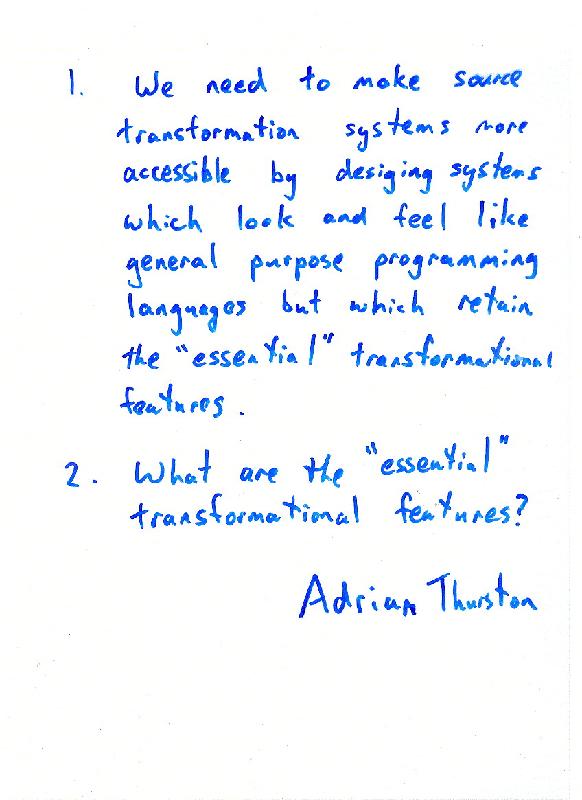 1. We need to make source
transformation systems more
accessible by desiging systems
which look and feel like
general purpose programming
languages but which retain
the "essential" transformational
features.
2. What are the "essential"
transformational features?
Adrian Thurston